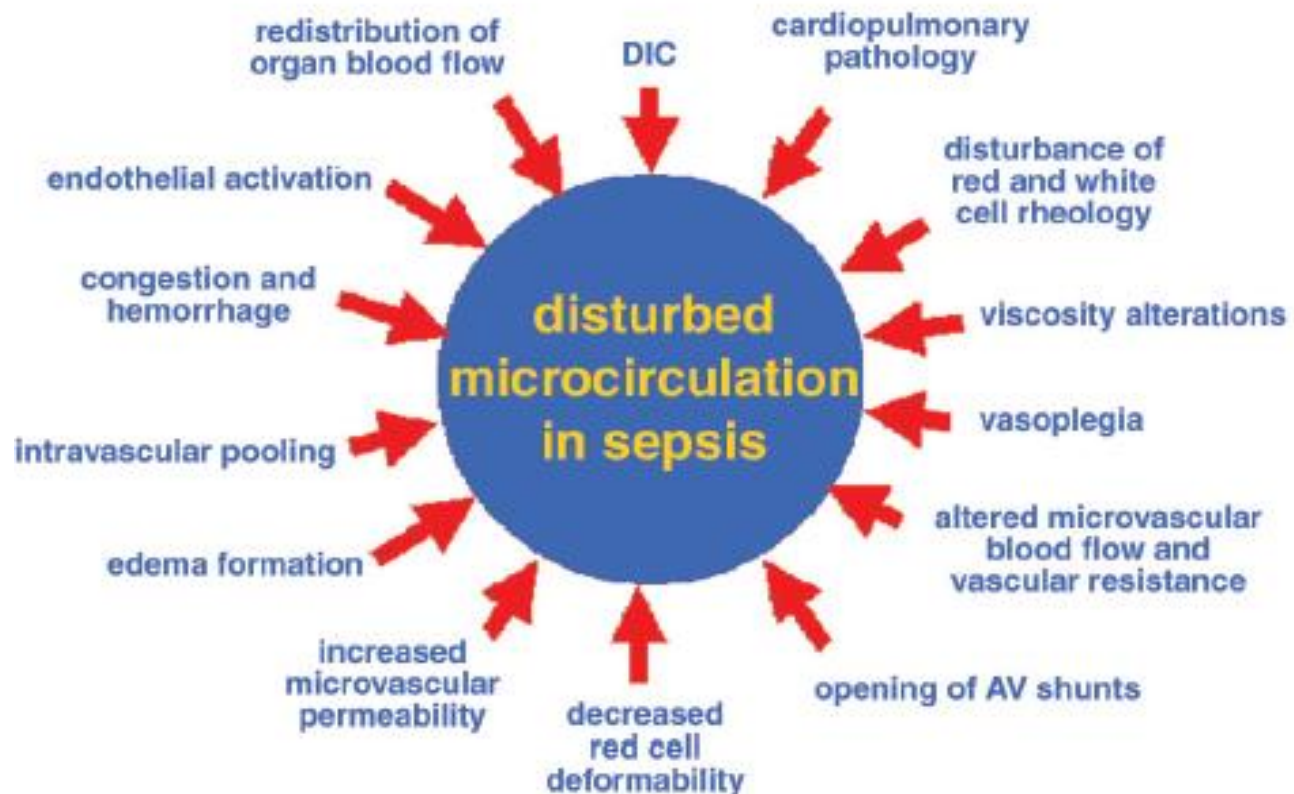 redistribution of
organ blood flow
DIC
cardiopulmonary
pathology
disturbance of
red and white
cell rheology
viscosity alterations
vasoplegia
altered microvascular
blood flow and
vascular resistance
opening of AV shunts
decreased
red cell
deformability
increased
microvascular
permeability
edema formation
intravascular pooling
congestion and
hemorrhage
endothelial activation
disturbed
microcirculation
in sepsis